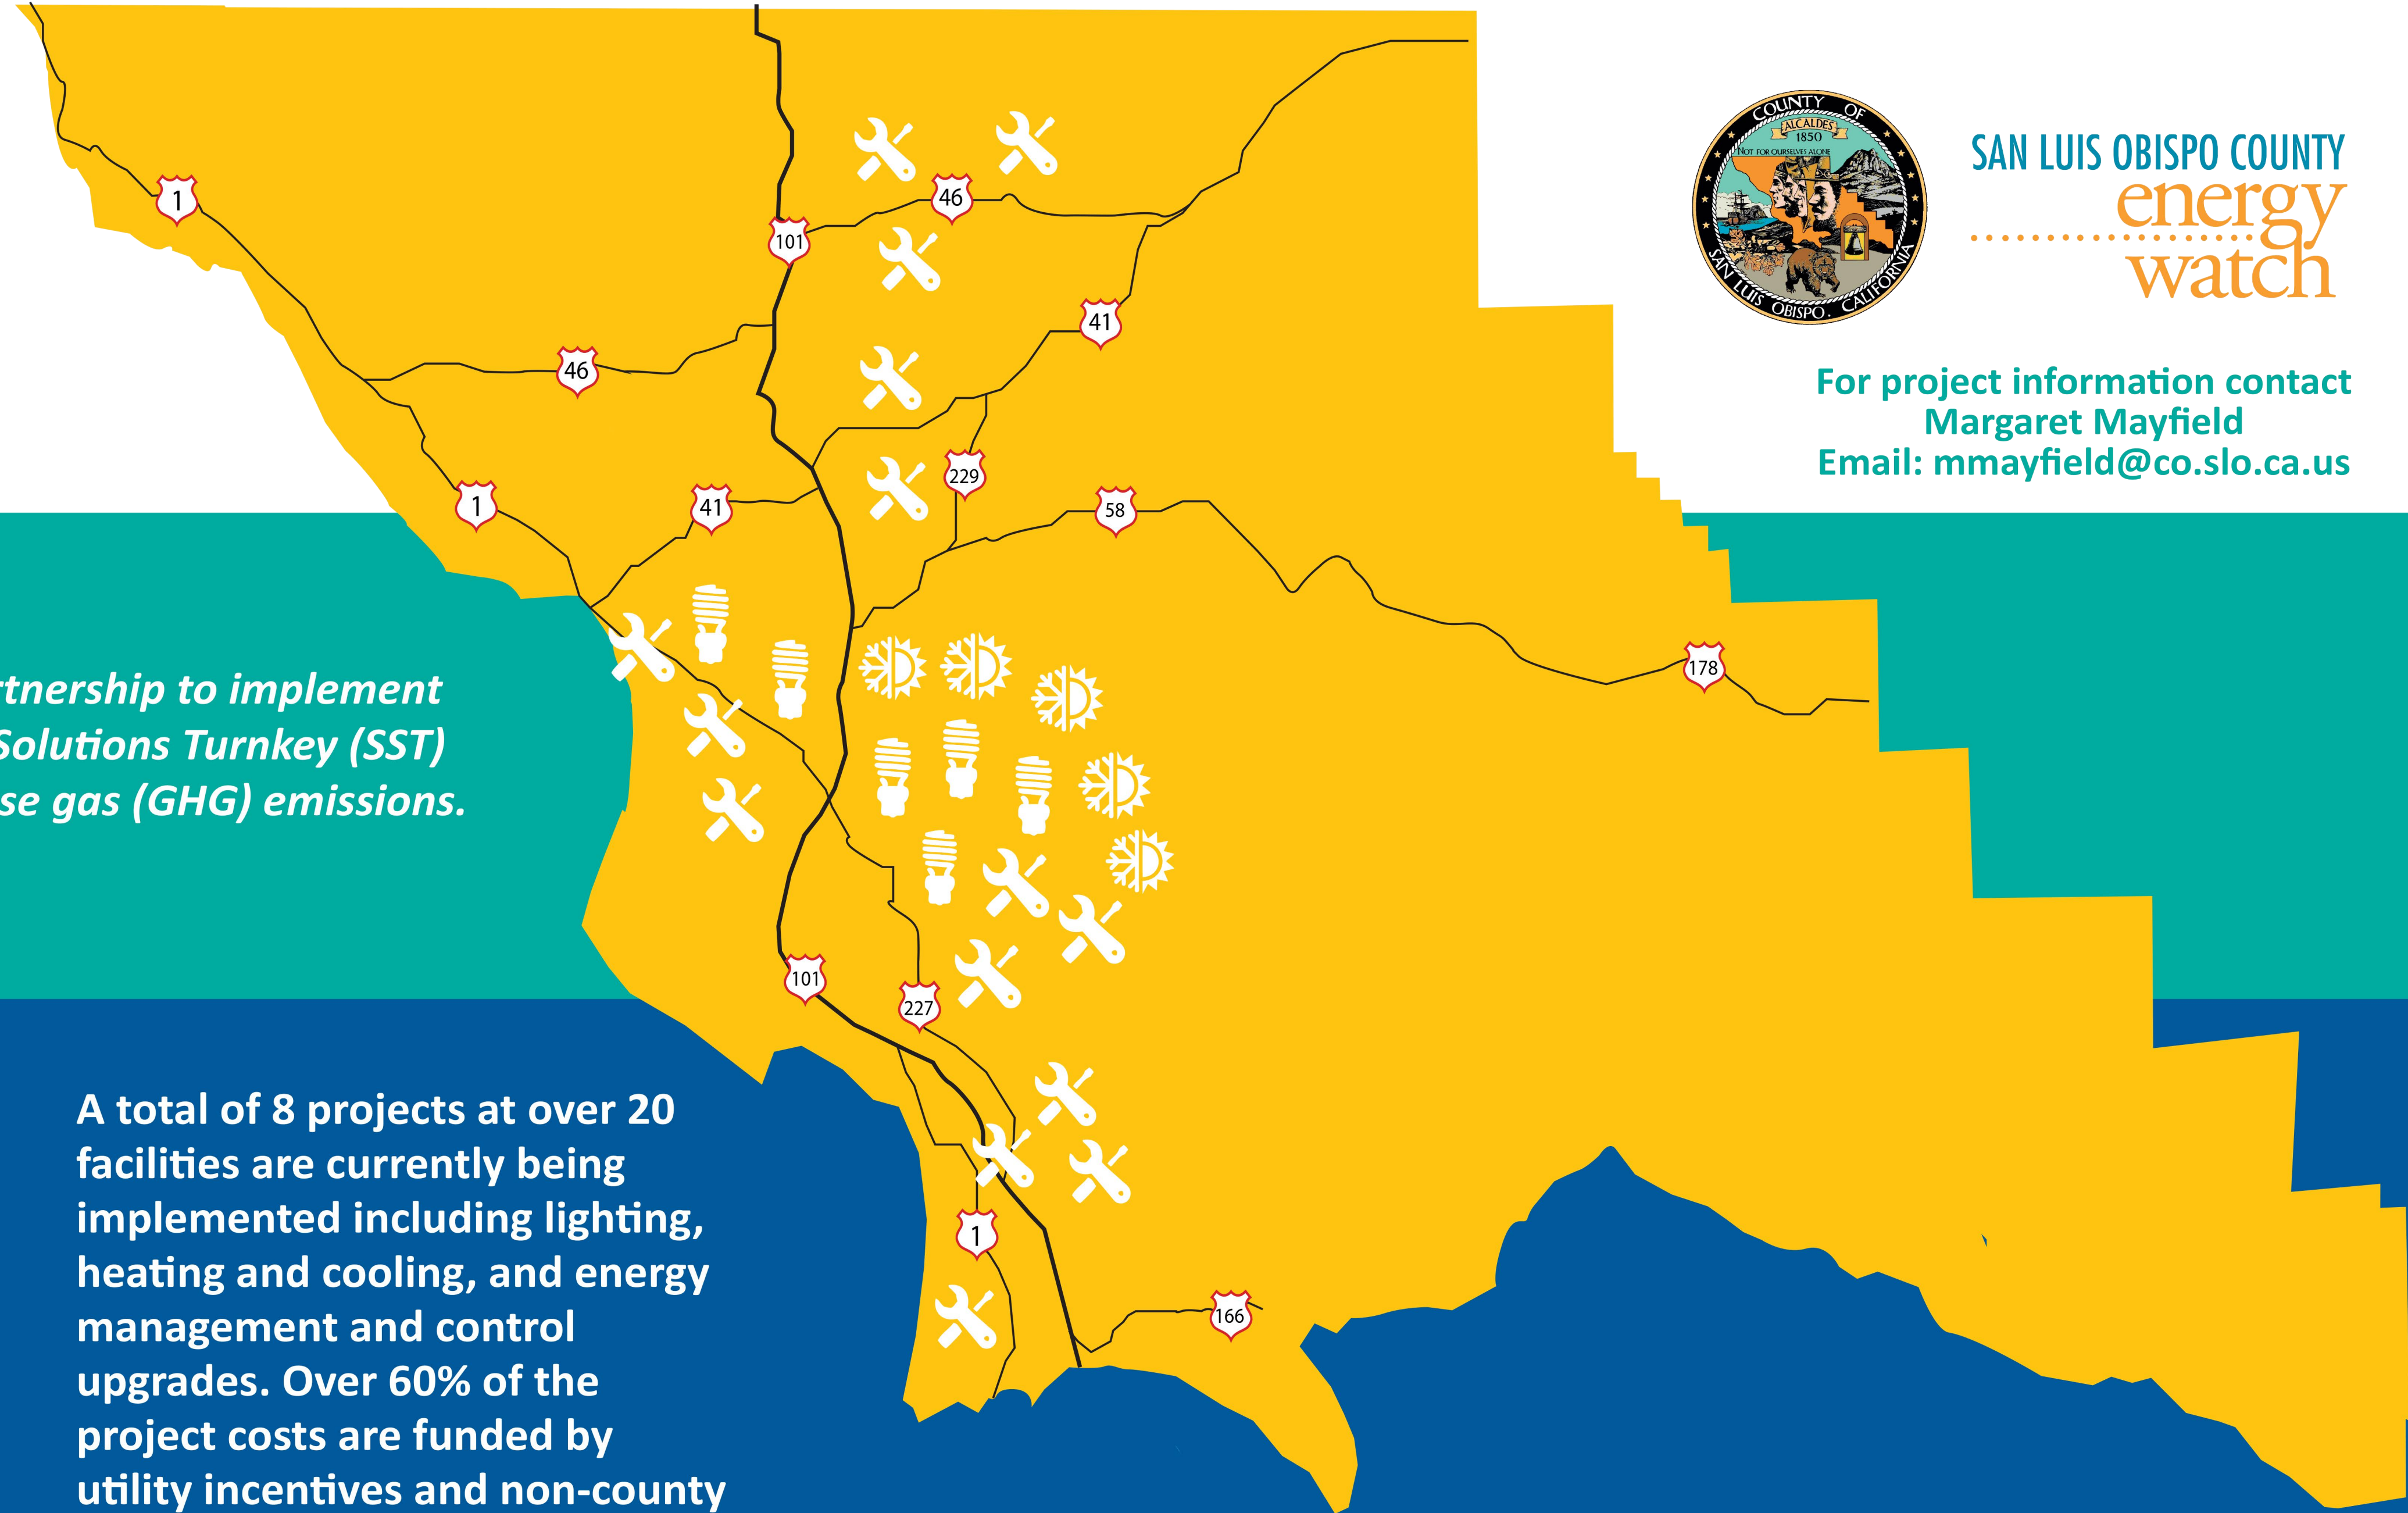 COUNTY OF
SAN LUIS OBISPO . CALIFORNIA
ALCALDES
1850
NOT FOR OURSELVES ALONE
SAN LUIS OBISPO COUNTY
energy
watch
For project information contact
Margaret Mayfield
Email: mmayfield@co.slo.ca.us
1
46
101
41
46
229
1
41
58
178
rtnership to implement
Solutions Turnkey (SST)
se gas (GHG) emissions.
101
227
1
166
A total of 8 projects at over 20
facilities are currently being
implemented including lighting,
heating and cooling, and energy
management and control
upgrades. Over 60% of the
project costs are funded by
utility incentives and non-county